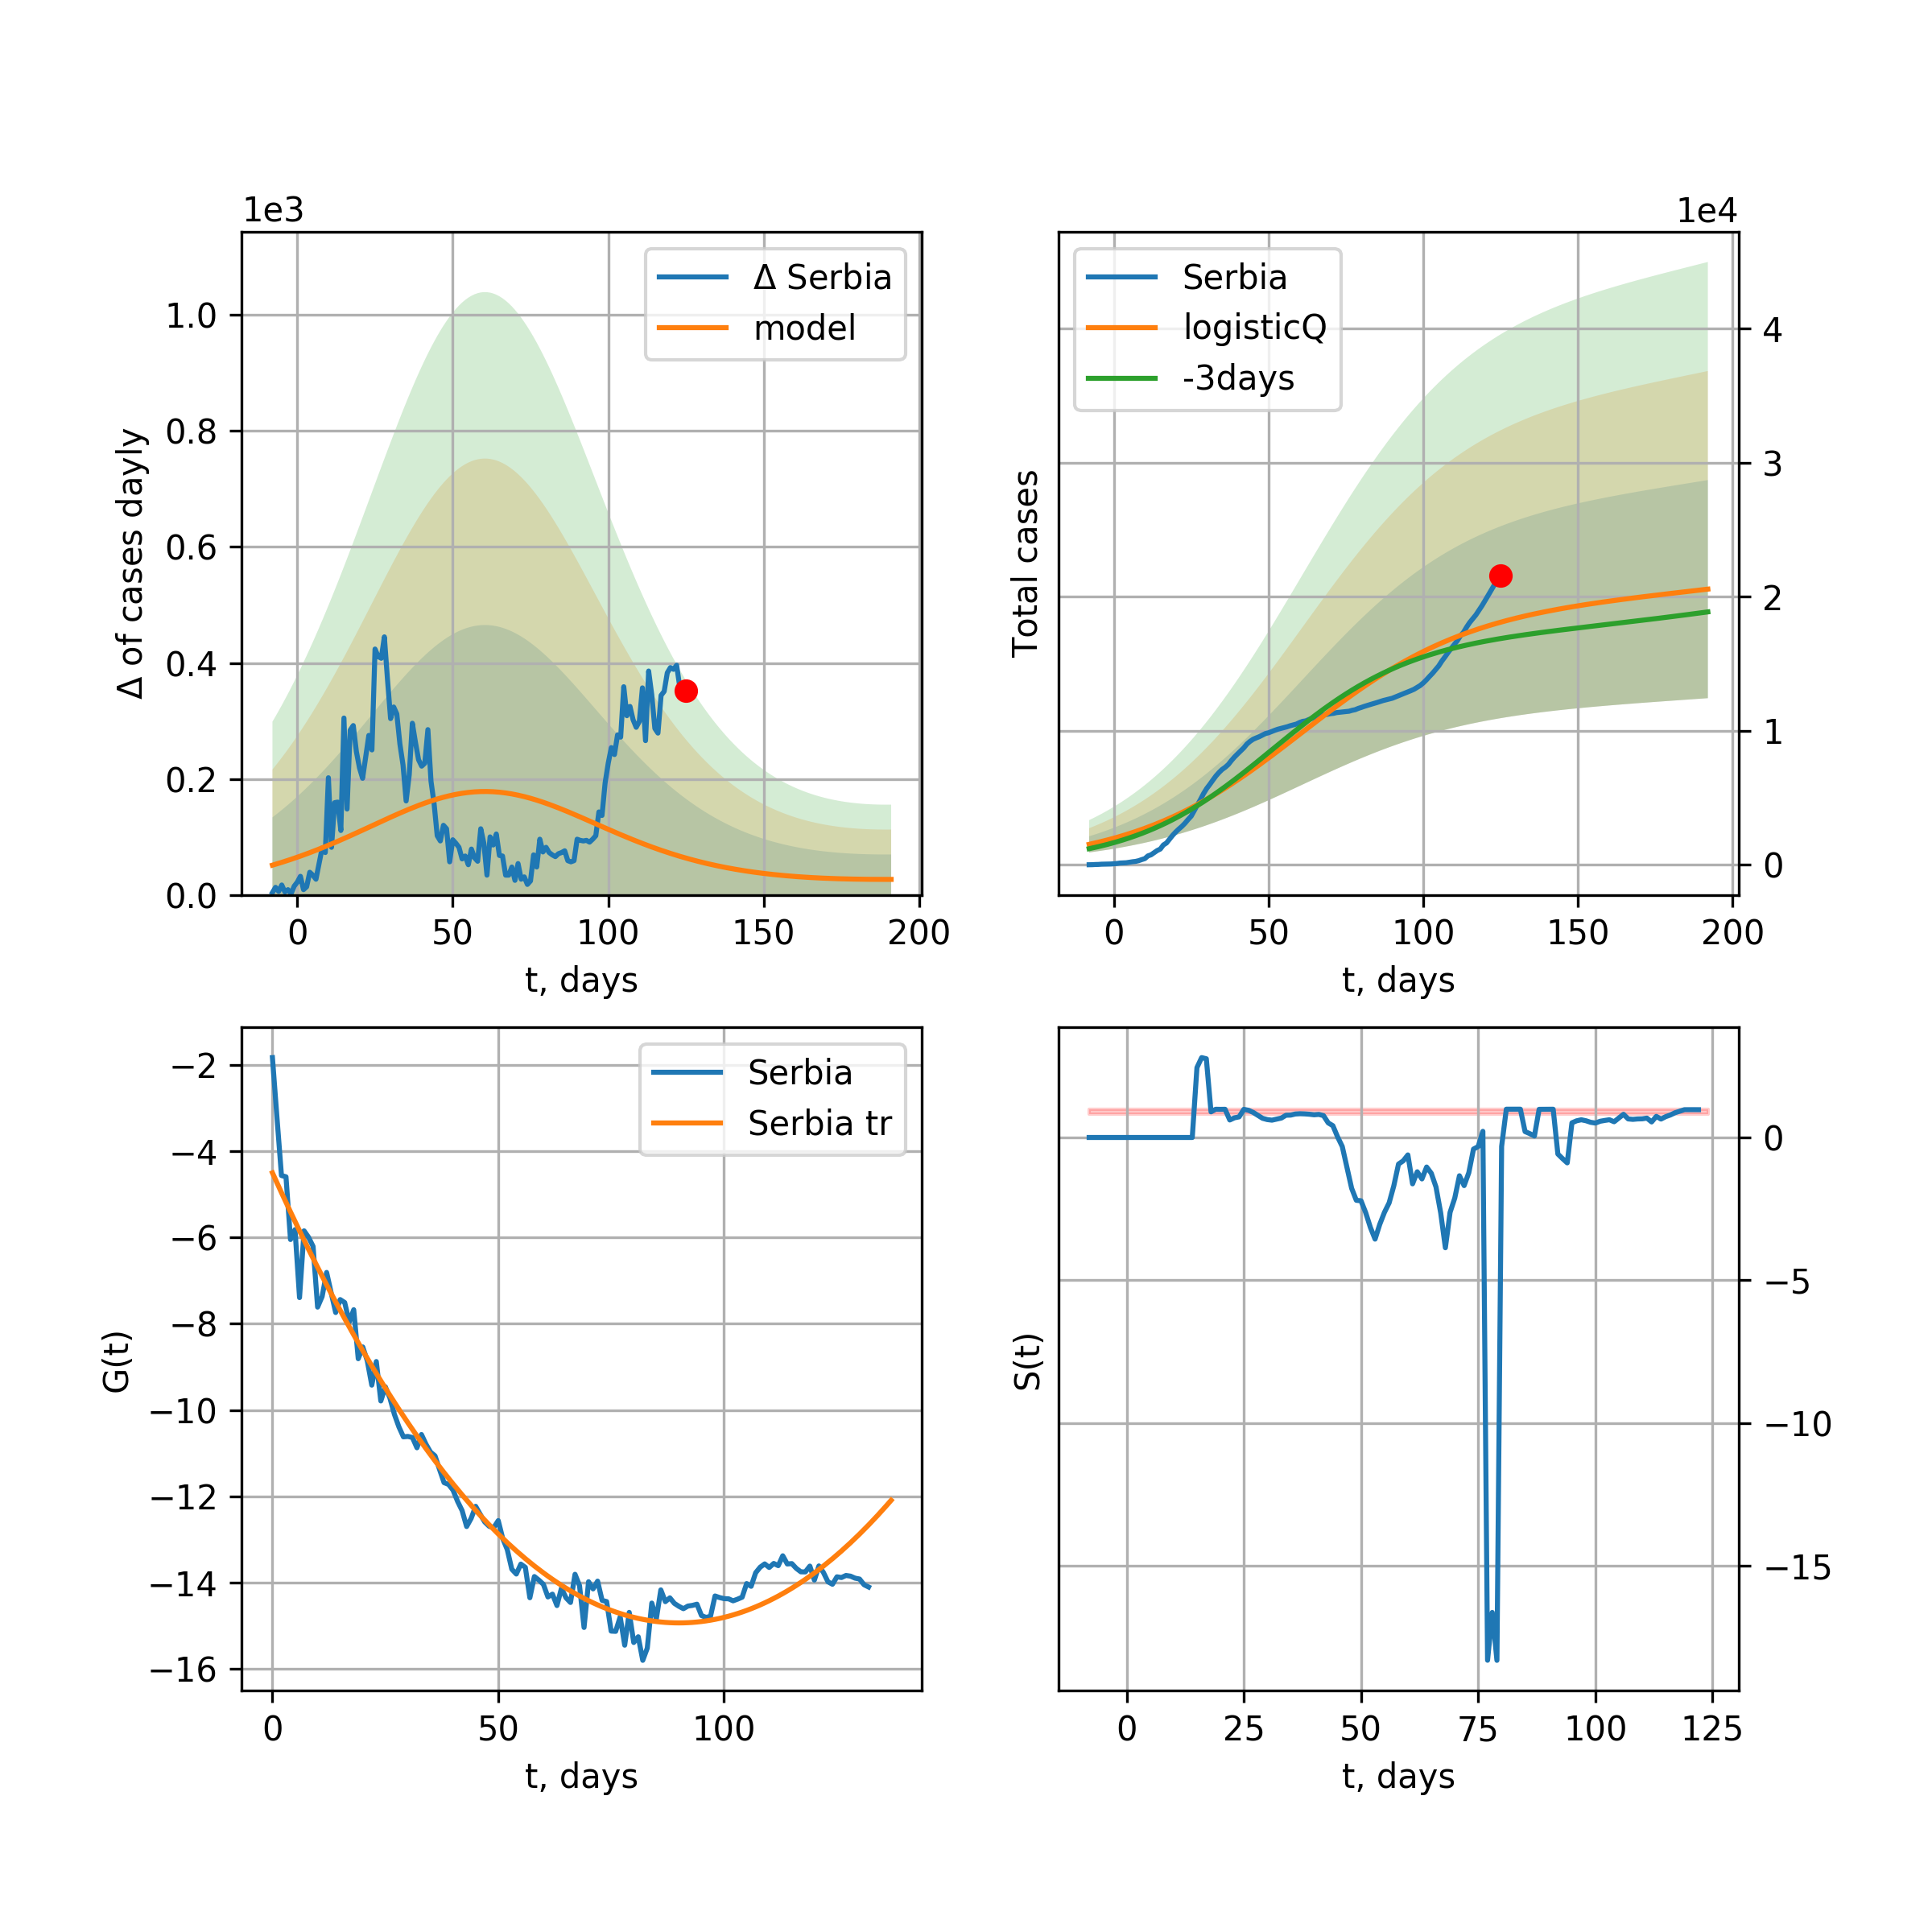 1e3
Δ of cases dayly
1.0
0.8
0.6
0.4
0.2
0.0
0 50 100 150 200
t, days
Δ Serbia
model
1e4
Total cases
4
3
2
1
0
0 50 100 150 200
t, days
Serbia
logisticQ
-3days
G(t)
−2
−4
−6
−8
−10
−12
−14
−16
0 50 100
t, days
Serbia
Serbia tr
S(t)
0
−5
−10
−15
0 25 50 75 100 125
t, days